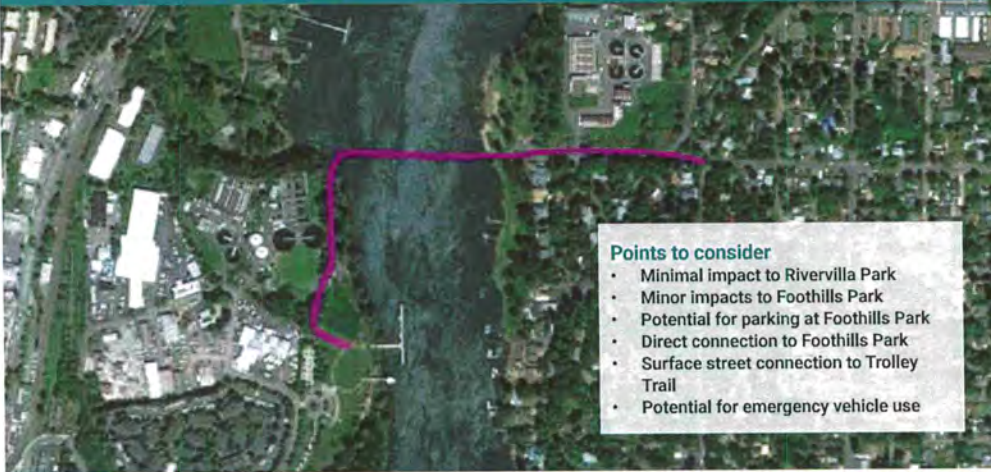 Points to consider
• Minimal impact to Rivervilla Park
• Minor impacts to Foothills Park
• Potential for parking at Foothills Park
• Direct connection to Foothills Park
• Surface street connection to Trolley
Trail
• Potential for emergency vehicle use